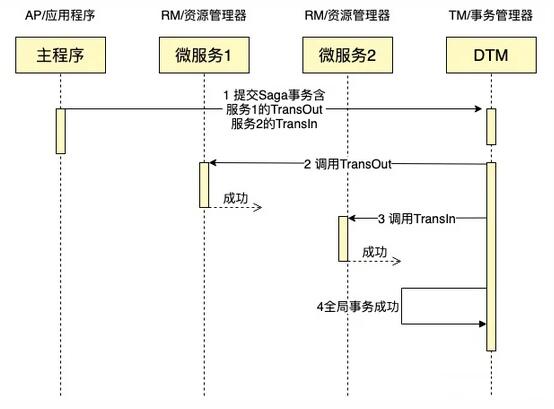 AP/应用程序
RM/资源管理器
RM/资源管理器
TM/事务管理器
主程序
微服务1
微服务2
DTM
1 提交Saga事务含
服务1的TransOut
服务2的TransIn
2 调用TransOut
成功
3 调用TransIn
成功
4全局事务成功